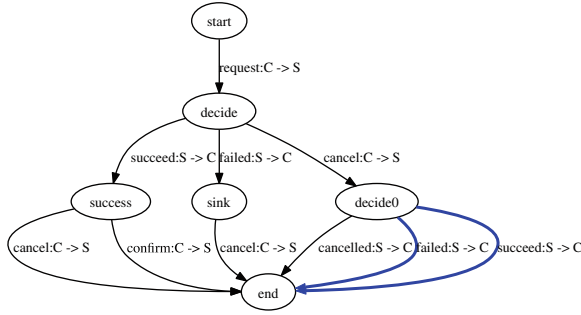 start
request:C -> S
decide
succeed:S -> C
failed:S -> C
cancel:C -> S
success
sink
decide0
cancel:C -> S
confirm:C -> S
cancel:C -> S
cancelled:S -> C
failed:S -> C
succeed:S -> C
end